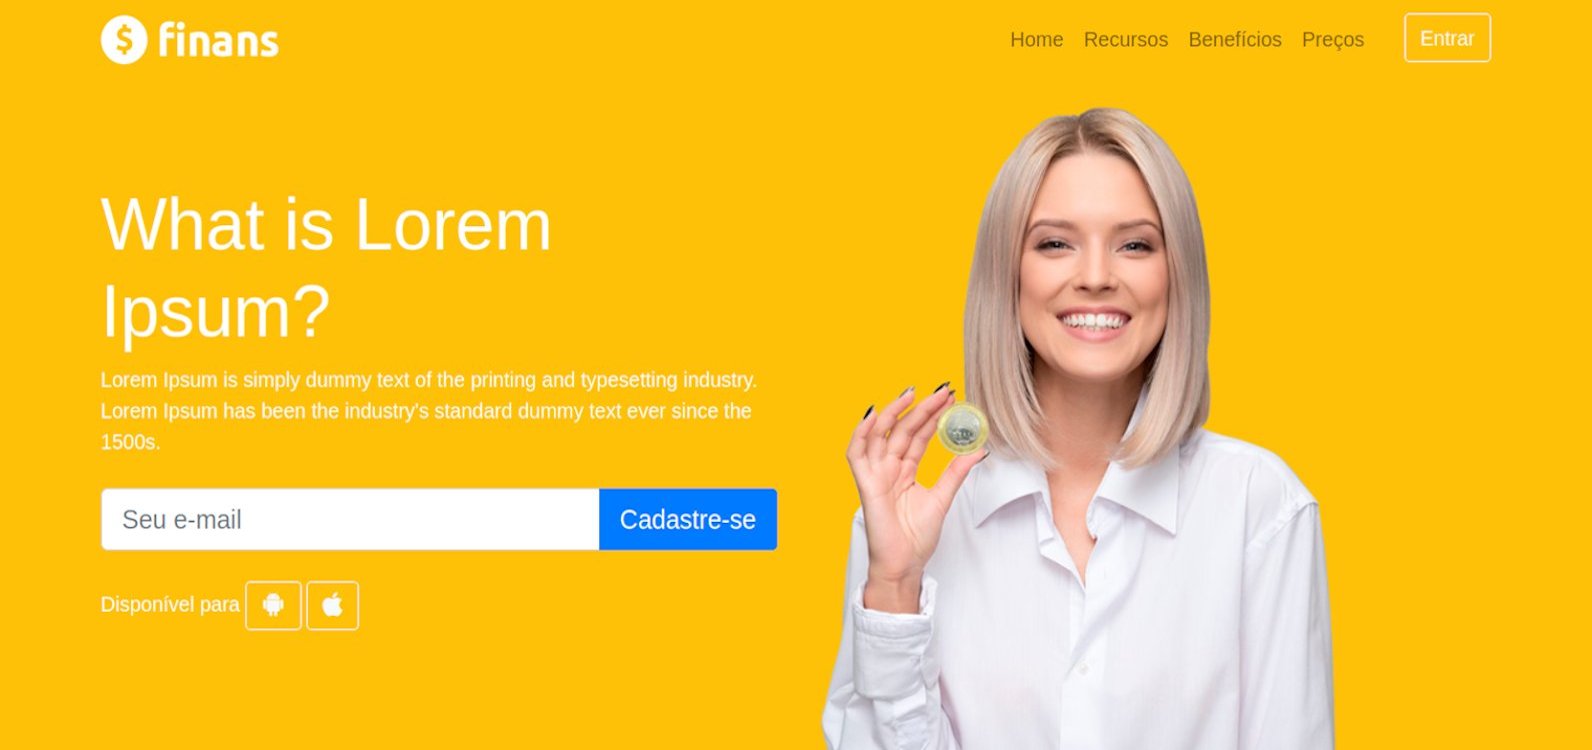 finans
Home Recursos Benefícios Preços Entrar
What is Lorem
Ipsum?
Lorem Ipsum is simply dummy text of the printing and typesetting industry.
Lorem Ipsum has been the industry's standard dummy text ever since the
1500s.
Seu e-mail Cadastre-se
Disponível para